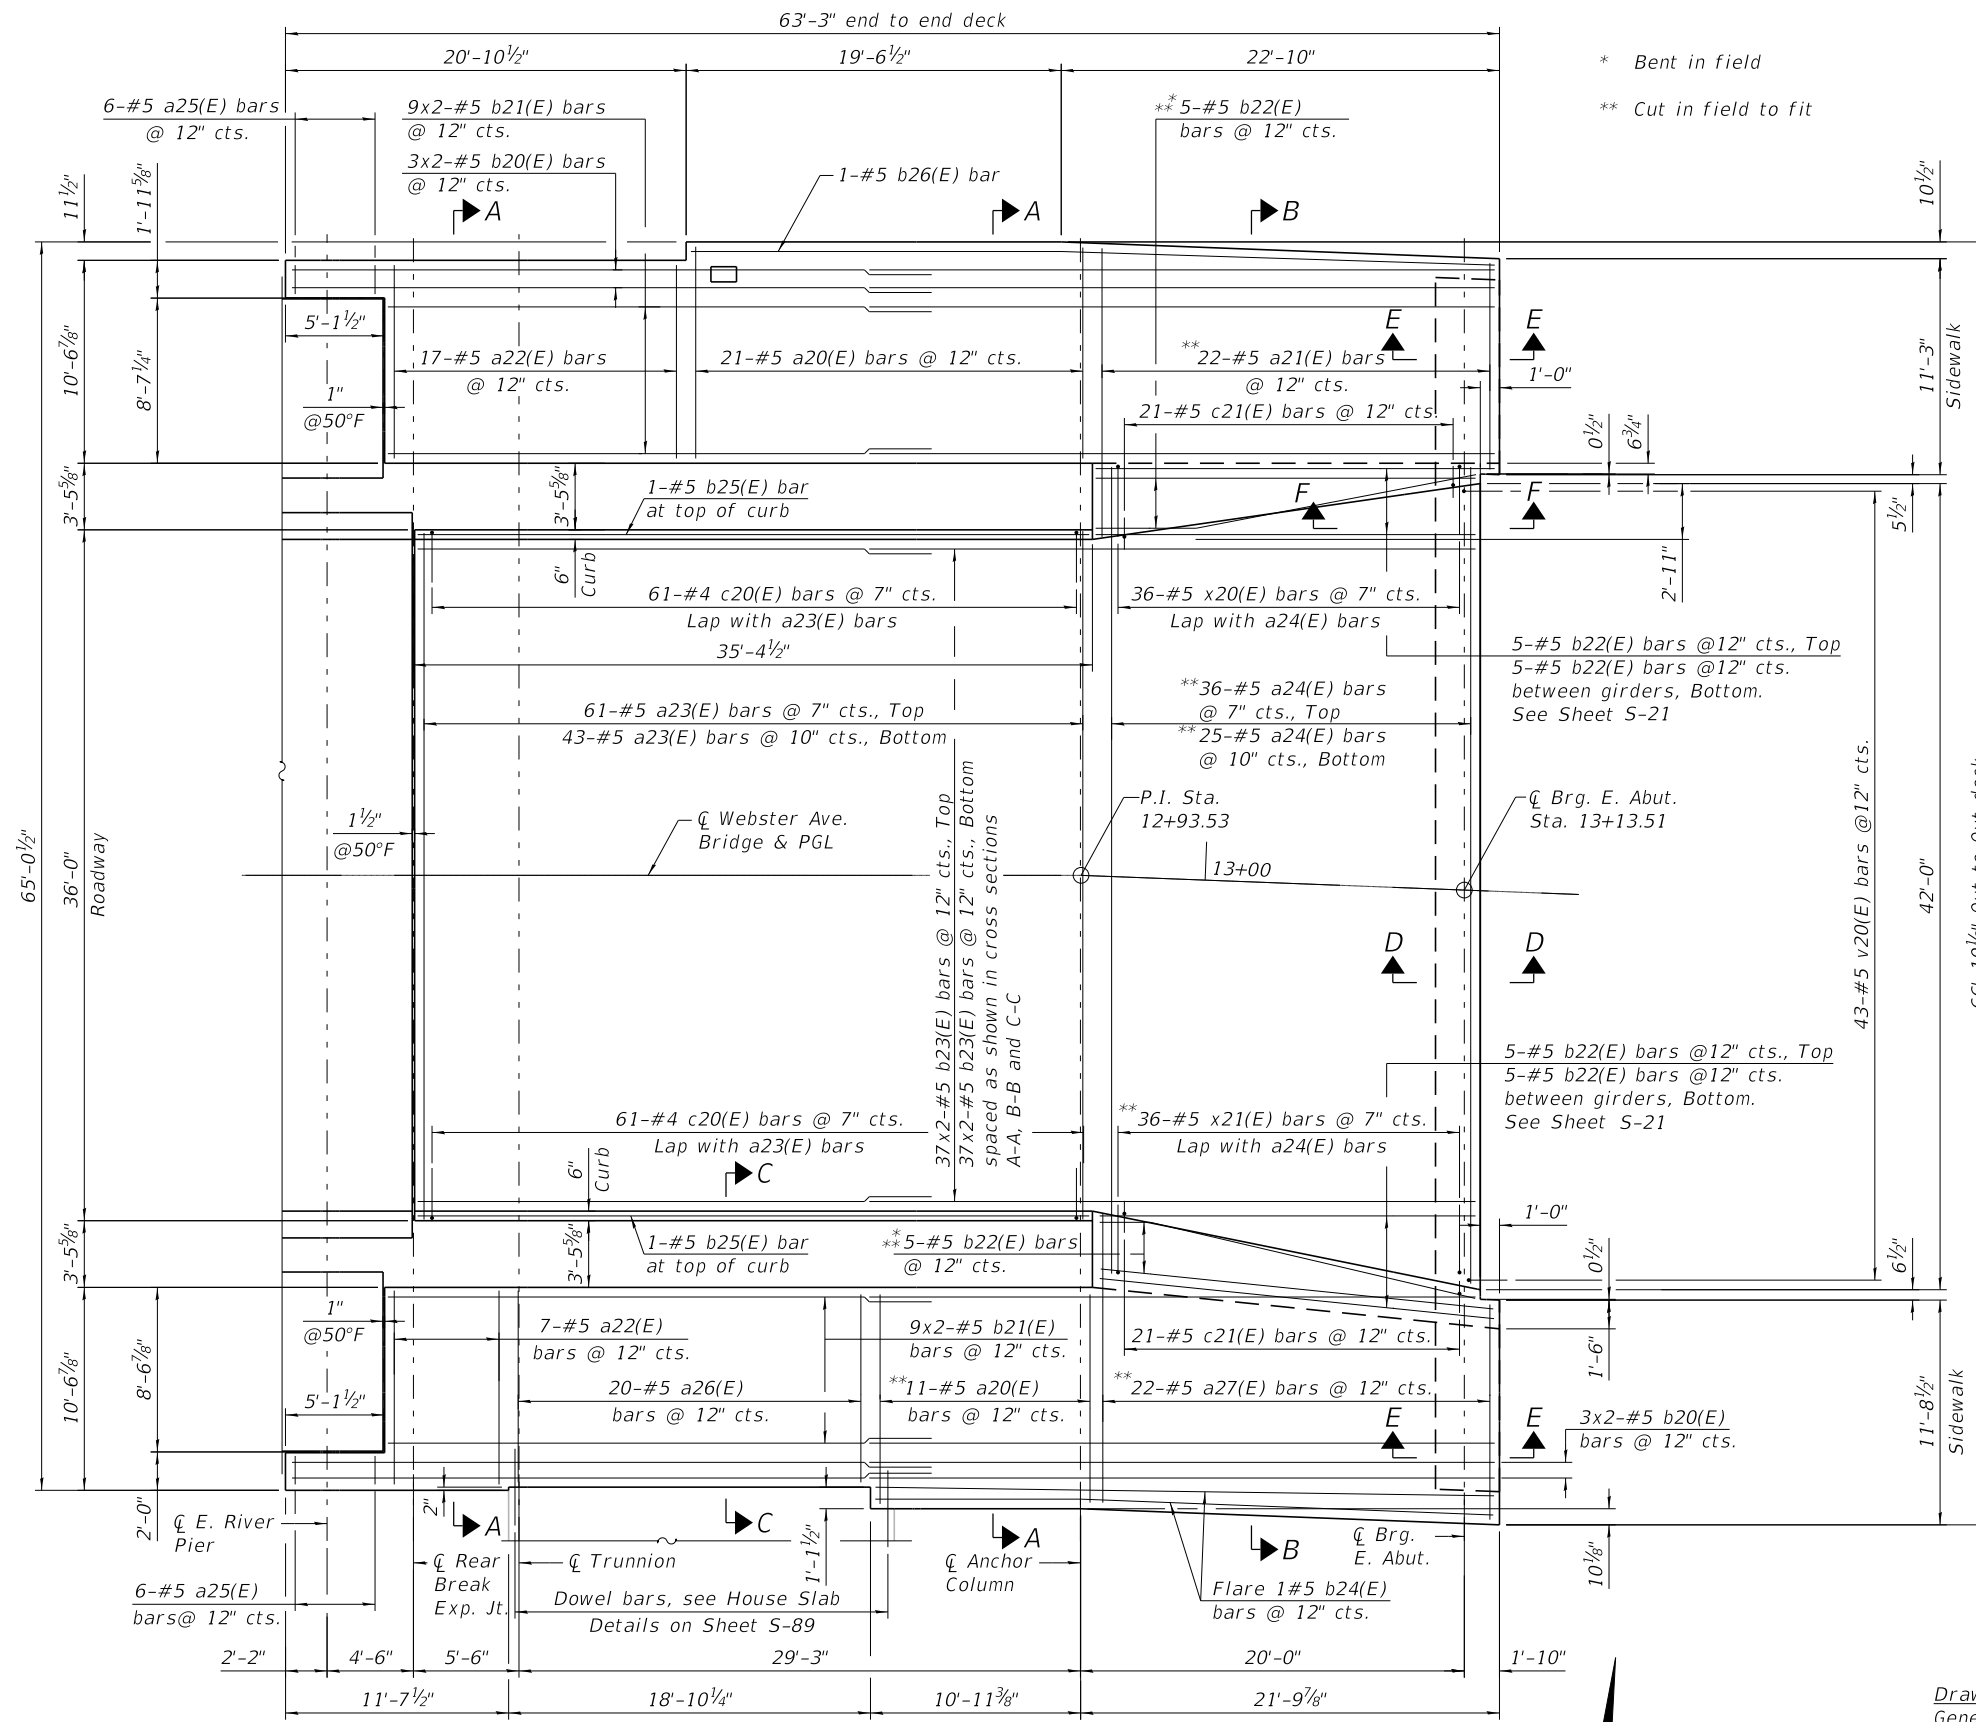 63'-3" end to end deck
20'-10½"
19'-6½"
22'-10"
* Bent in field
** Cut in field to fit
6-#5 a25(E) bars
@ 12" cts.
9x2-#5 b21(E) bars
@ 12" cts.
3x2-#5 b20(E) bars
@ 12" cts.
*
** 5-#5 b22(E)
bars @ 12" cts.
1-#5 b26(E) bar
11½"
1'-11⅝"
10½"
A
A
B
5'-1½"
10'-6⅞"
8'-7¼"
1"
@50°F
17-#5 a22(E) bars
@ 12" cts.
21-#5 a20(E) bars @ 12" cts.
**22-#5 a21(E) bars
@ 12" cts.
E
E
1'-0"
11'-3"
Sidewalk
21-#5 c21(E) bars @ 12" cts.
0½"
6¾"
3'-5⅝"
3'-5⅝"
1-#5 b25(E) bar
at top of curb
F
F
5½"
2'-11"
6"
Curb
61-#4 c20(E) bars @ 7" cts.
Lap with a23(E) bars
36-#5 x20(E) bars @ 7" cts.
Lap with a24(E) bars
35'-4½"
5-#5 b22(E) bars @12" cts., Top
5-#5 b22(E) bars @12" cts.
between girders, Bottom.
See Sheet S-21
61-#5 a23(E) bars @ 7" cts., Top
43-#5 a23(E) bars @ 10" cts., Bottom
**36-#5 a24(E) bars
@ 7" cts., Top
**25-#5 a24(E) bars
@ 10" cts., Bottom
P.I. Sta.
12+93.53
℄ Brg. E. Abut.
Sta. 13+13.51
1½"
@50°F
℄ Webster Ave.
Bridge & PGL
13+00
65'-0½"
36'-0"
Roadway
37x2-#5 b23(E) bars @ 12" cts., Top
37x2-#5 b23(E) bars @ 12" cts., Bottom
spaced as shown in cross sections
A-A, B-B and C-C
43-#5 v20(E) bars @12" cts.
42'-0"
D
D
5-#5 b22(E) bars @12" cts., Top
5-#5 b22(E) bars @12" cts.
between girders, Bottom.
See Sheet S-21
61-#4 c20(E) bars @ 7" cts.
Lap with a23(E) bars
**36-#5 x21(E) bars @ 7" cts.
Lap with a24(E) bars
C
6"
Curb
1'-0"
3'-5⅝"
3'-5⅝"
1-#5 b25(E) bar
at top of curb
*
**5-#5 b22(E) bars
@ 12" cts.
0½"
6½"
1"
@50°F
7-#5 a22(E)
bars @ 12" cts.
9x2-#5 b21(E)
bars @ 12" cts.
21-#5 c21(E) bars @ 12" cts.
1'-6"
10'-6⅞"
8'-6⅞"
5'-1½"
20-#5 a26(E)
bars @ 12" cts.
**11-#5 a20(E)
bars @ 12" cts.
**22-#5 a27(E) bars @ 12" cts.
E
E
3x2-#5 b20(E)
bars @ 12" cts.
11'-8½"
Sidewalk
2'-0"
℄ E. River
Pier
2"
A
C
1'-1½"
A
B
℄ Brg.
E. Abut.
10⅛"
℄ Rear
Break
Exp. Jt.
℄ Trunnion
℄ Anchor
Column
6-#5 a25(E)
bars@ 12" cts.
Dowel bars, see House Slab
Details on Sheet S-89
Flare 1#5 b24(E)
bars @ 12" cts.
2'-2"
4'-6"
5'-6"
29'-3"
20'-0"
1'-10"
11'-7½"
18'-10¼"
10'-11⅜"
21'-9⅞"